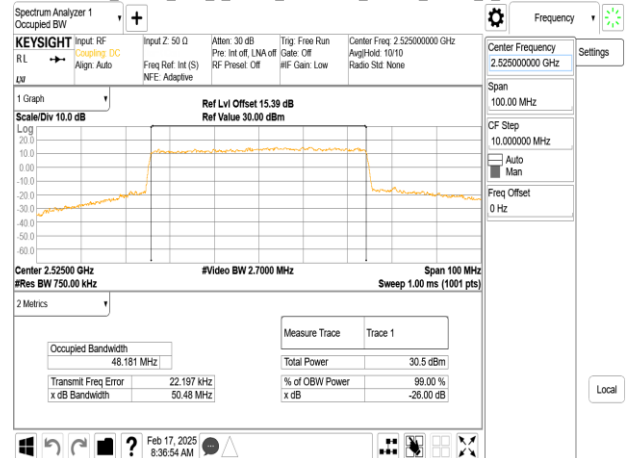 Spectrum Analyzer 1
Occupied BW
Frequency
KEYSIGHT
RL
Input: RF
Coupling: DC
Align: Auto
Input Z: 50 Ω
Freq Ref: Int (S)
NFE: Adaptive
Atten: 30 dB
Pre: Int off, LNA off
RF Preset: Off
Trig: Free Run
Gate: Off
#IF Gain: Low
Center Freq: 2.525000000 GHz
Avg|Hold: 10/10
Radio Std: None
Center Frequency
2.525000000 GHz
Settings
Span
100.00 MHz
CF Step
10.000000 MHz
Auto
Man
Freq Offset
0 Hz
Local
1 Graph
Scale/Div 10.0 dB
Ref Lvl Offset 15.39 dB
Ref Value 30.00 dBm
Log
20.0
10.0
0.00
-10.0
-20.0
-30.0
-40.0
-50.0
-60.0
Center 2.52500 GHz
#Res BW 750.00 kHz
#Video BW 2.7000 MHz
Span 100 MHz
Sweep 1.00 ms (1001 pts)
2 Metrics
Measure Trace Trace 1
Occupied Bandwidth
48.181 MHz
Total Power 30.5 dBm
Transmit Freq Error 22.197 kHz
% of OBW Power 99.00 %
x dB Bandwidth 50.48 MHz
x dB -26.00 dB
?
Feb 17, 2025
8:36:54 AM